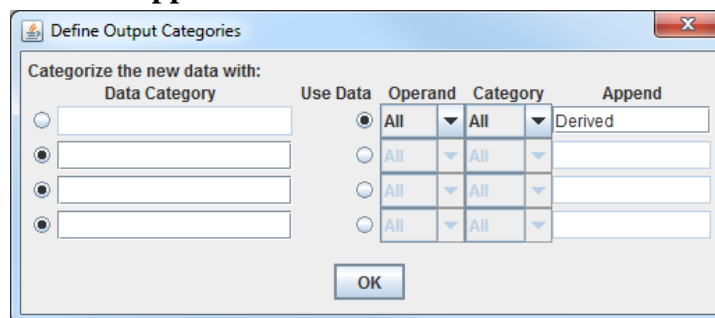 Define Output Categories
Categorize the new data with:
Data Category Use Data Operand Category Append
All All Derived
All All
All All
All All
OK